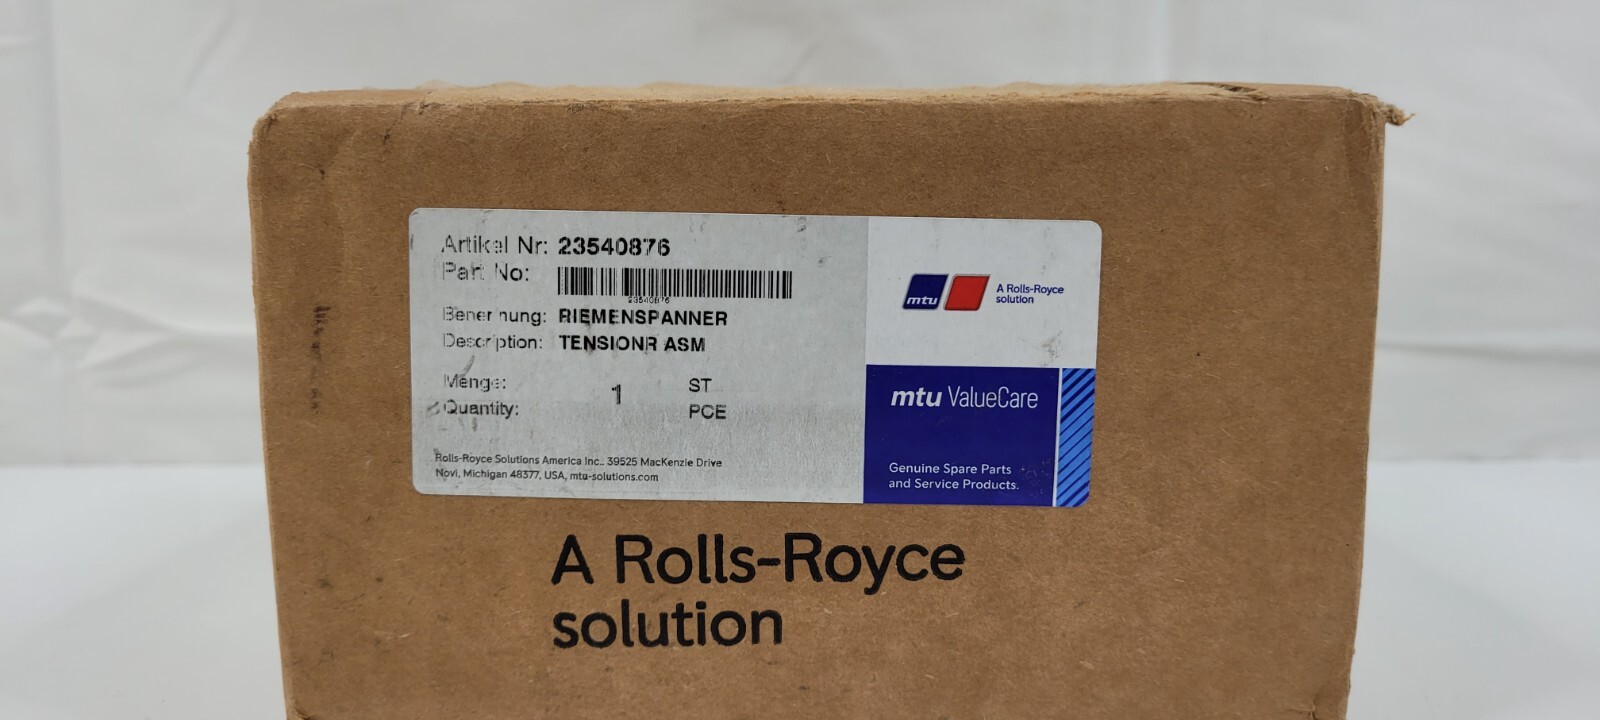 Artikel Nr: 23540876
Part No:
23540876
Benennung: RIEMENSPANNER
Description: TENSIONR ASM
Menge: 1 ST
Quantity: PCE
Rolls-Royce Solutions America Inc., 39525 MacKenzie Drive
Novi, Michigan 48377, USA, mtu-solutions.com
mtu
A Rolls-Royce
solution
mtu ValueCare
Genuine Spare Parts
and Service Products.
A Rolls-Royce
solution